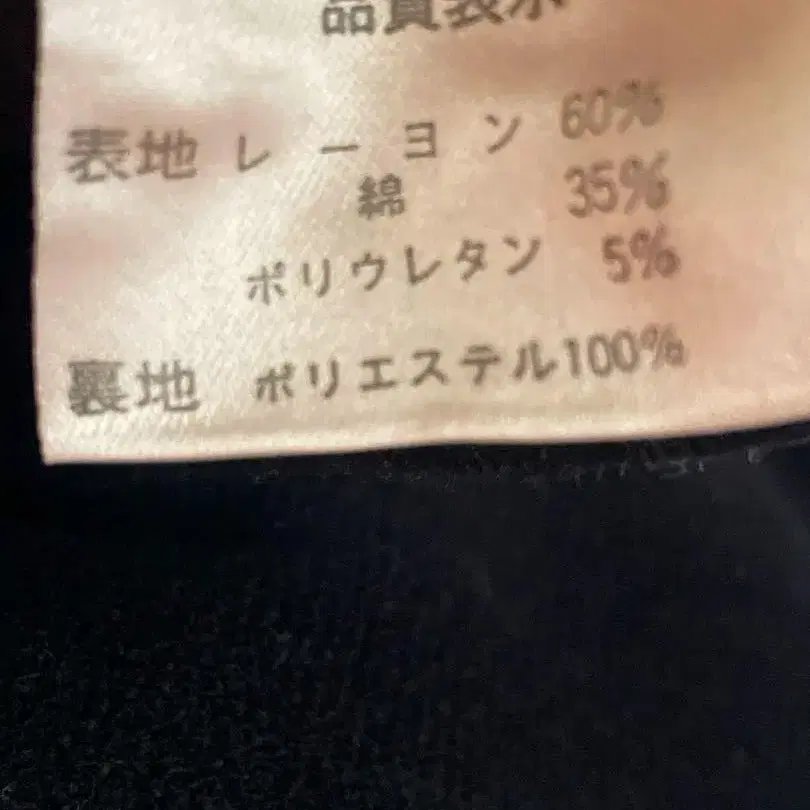 品質表示
表地 レーヨン 60%
綿 35%
ポリウレタン 5%
裏地 ポリエステル100%